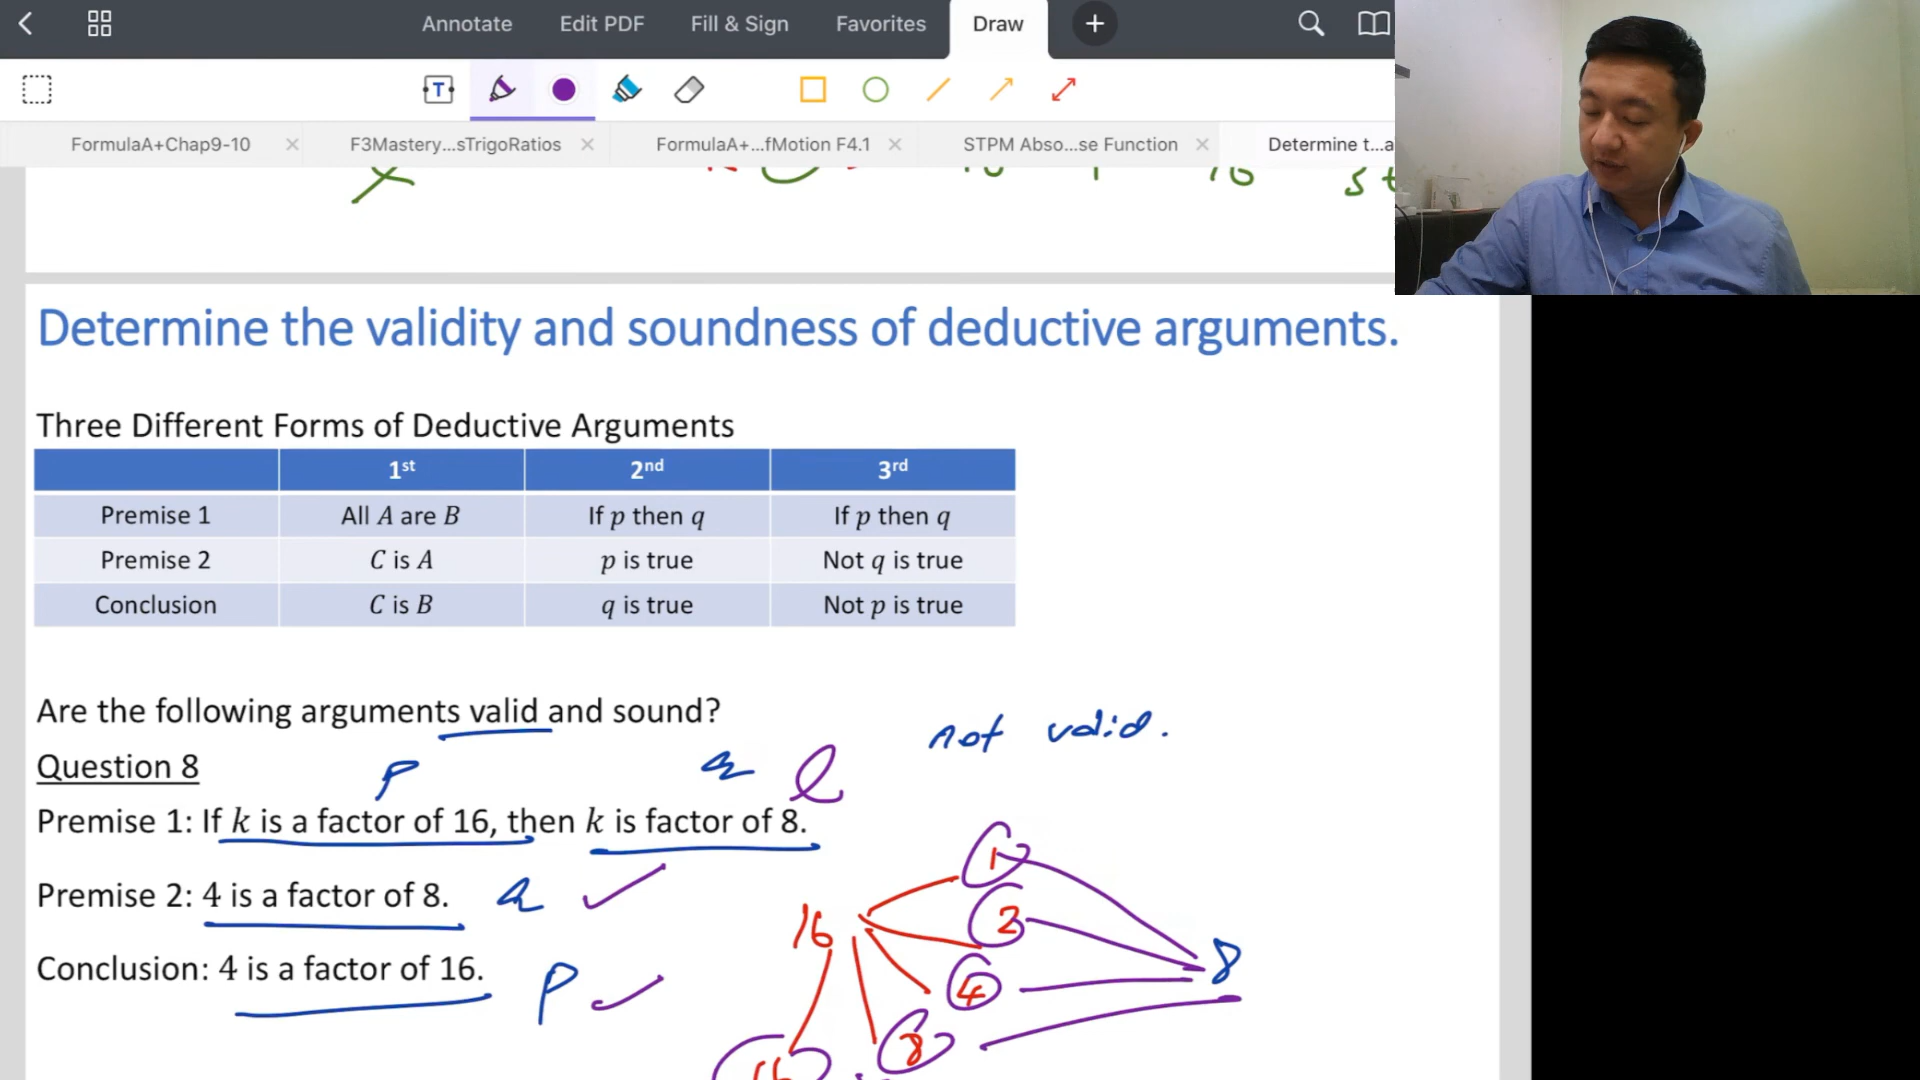 Annotate Edit PDF Fill & Sign Favorites Draw
FormulaA+Chap9-10 F3Mastery...sTrigoRatios FormulaA+...fMotion F4.1 STPM Abso...se Function Determine t...a
Determine the validity and soundness of deductive arguments.
Three Different Forms of Deductive Arguments
1st 2nd 3rd
Premise 1 All A are B If p then q If p then q
Premise 2 C is A p is true Not q is true
Conclusion C is B q is true Not p is true
Are the following arguments valid and sound?
not valid.
Question 8
p q
Premise 1: If k is a factor of 16, then k is factor of 8.
Premise 2: 4 is a factor of 8. q
Conclusion: 4 is a factor of 16. p
16 1 2 4 8 16
8